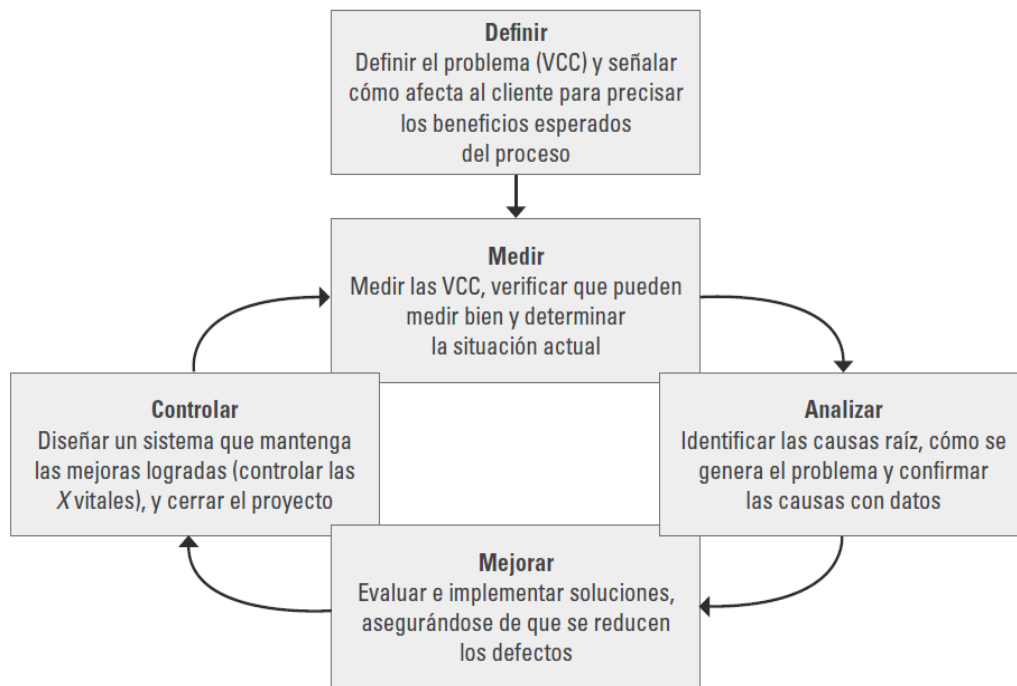 Definir
Definir el problema (VCC) y señalar
cómo afecta al cliente para precisar
los beneficios esperados
del proceso
Medir
Medir las VCC, verificar que pueden
medir bien y determinar
la situación actual
Analizar
Identificar las causas raíz, cómo se
genera el problema y confirmar
las causas con datos
Mejorar
Evaluar e implementar soluciones,
asegurándose de que se reducen
los defectos
Controlar
Diseñar un sistema que mantenga
las mejoras logradas (controlar las
X vitales), y cerrar el proyecto